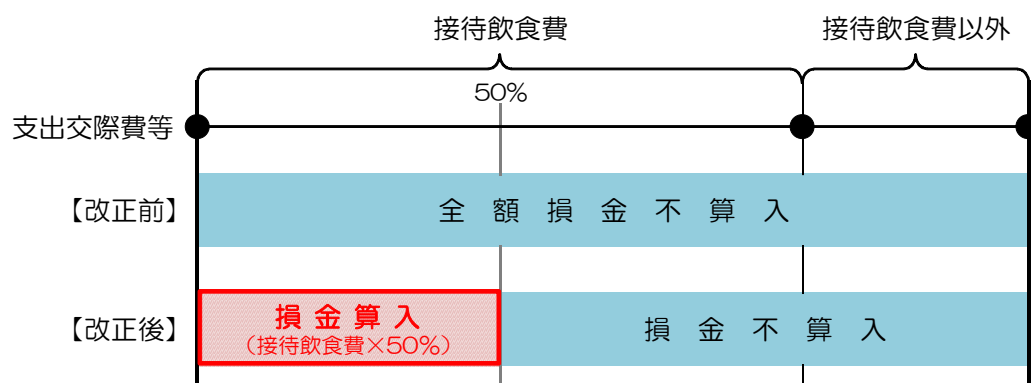 接待飲食費
接待飲食費以外
50%
支出交際費等
【改正前】
全額損金不算入
【改正後】
損金算入
(接待飲食費×50%)
損金不算入